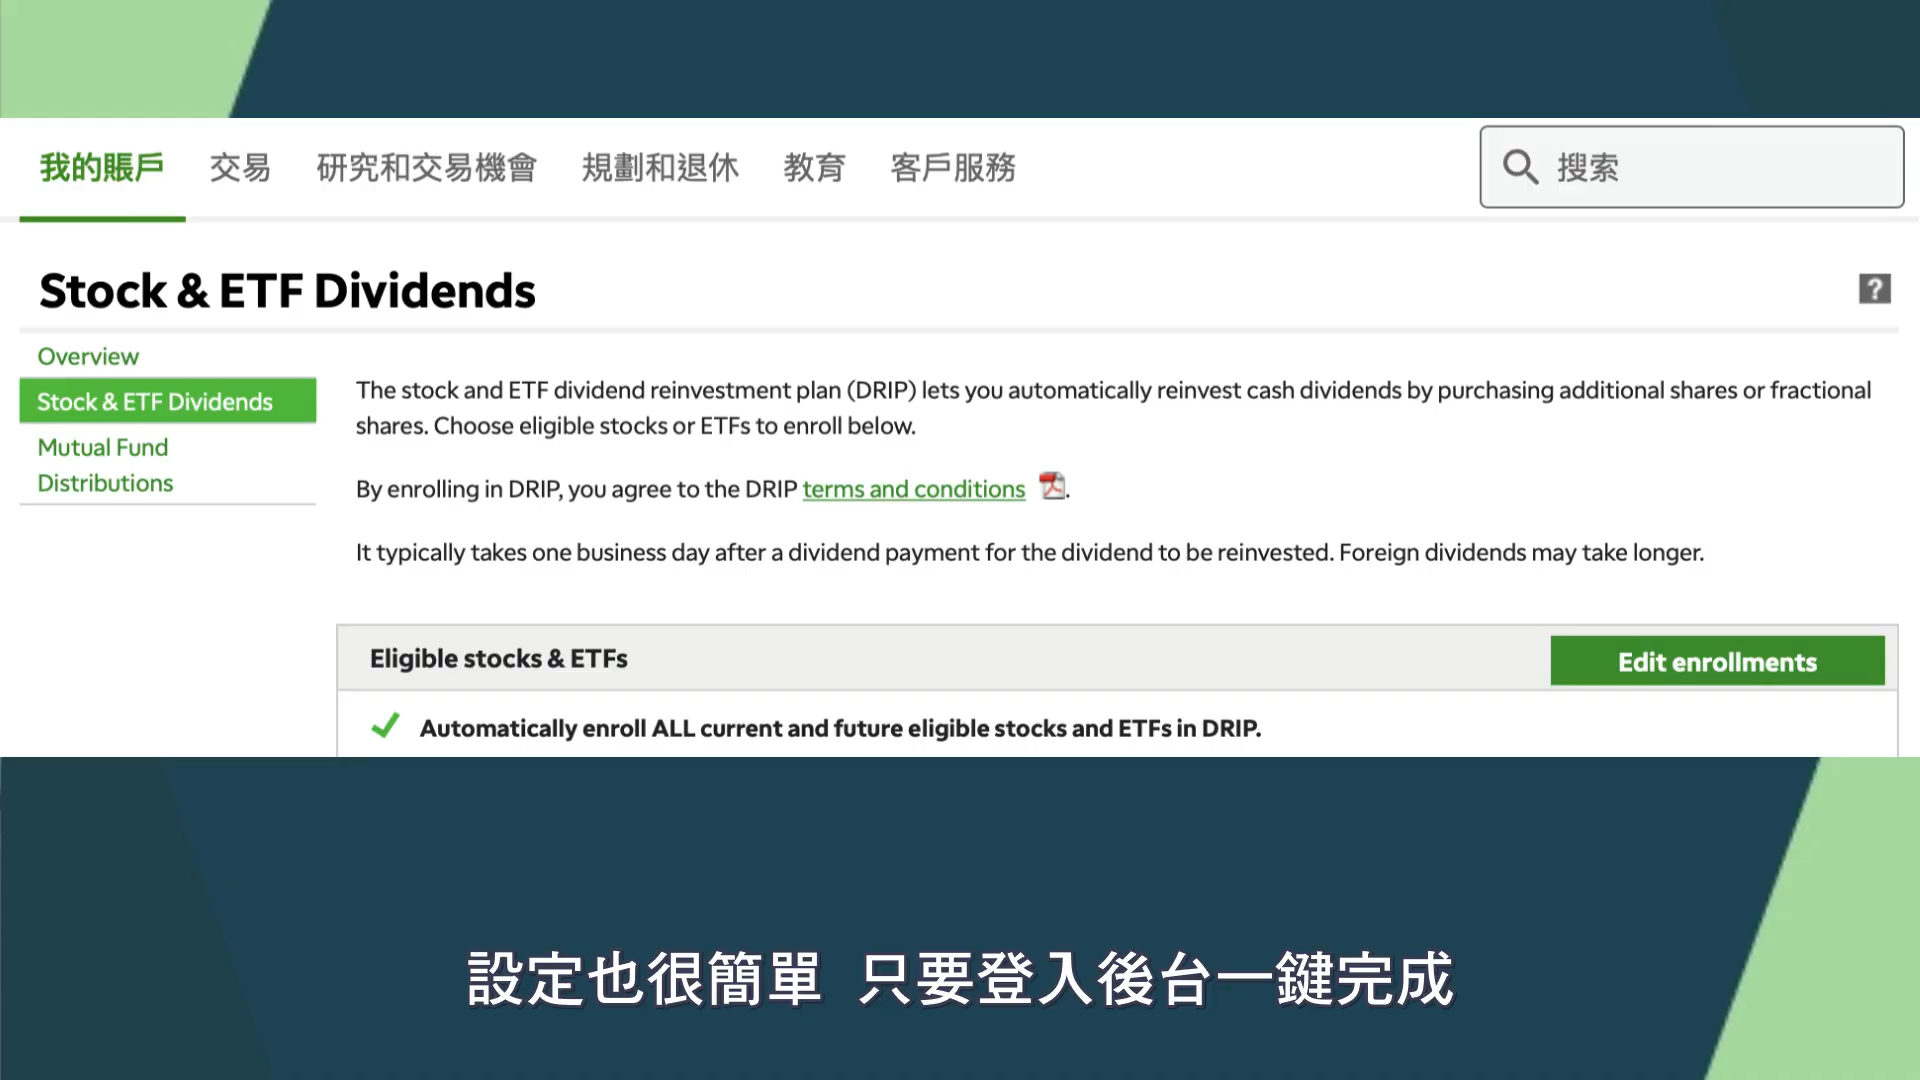 我的賬戶 交易 研究和交易機會 規劃和退休 教育 客戶服務 搜索
Stock & ETF Dividends ?
Overview
Stock & ETF Dividends
Mutual Fund
Distributions
The stock and ETF dividend reinvestment plan (DRIP) lets you automatically reinvest cash dividends by purchasing additional shares or fractional
shares. Choose eligible stocks or ETFs to enroll below.
By enrolling in DRIP, you agree to the DRIP terms and conditions .
It typically takes one business day after a dividend payment for the dividend to be reinvested. Foreign dividends may take longer.
Eligible stocks & ETFs Edit enrollments
Automatically enroll ALL current and future eligible stocks and ETFs in DRIP.
設定也很簡單 只要登入後台一鍵完成